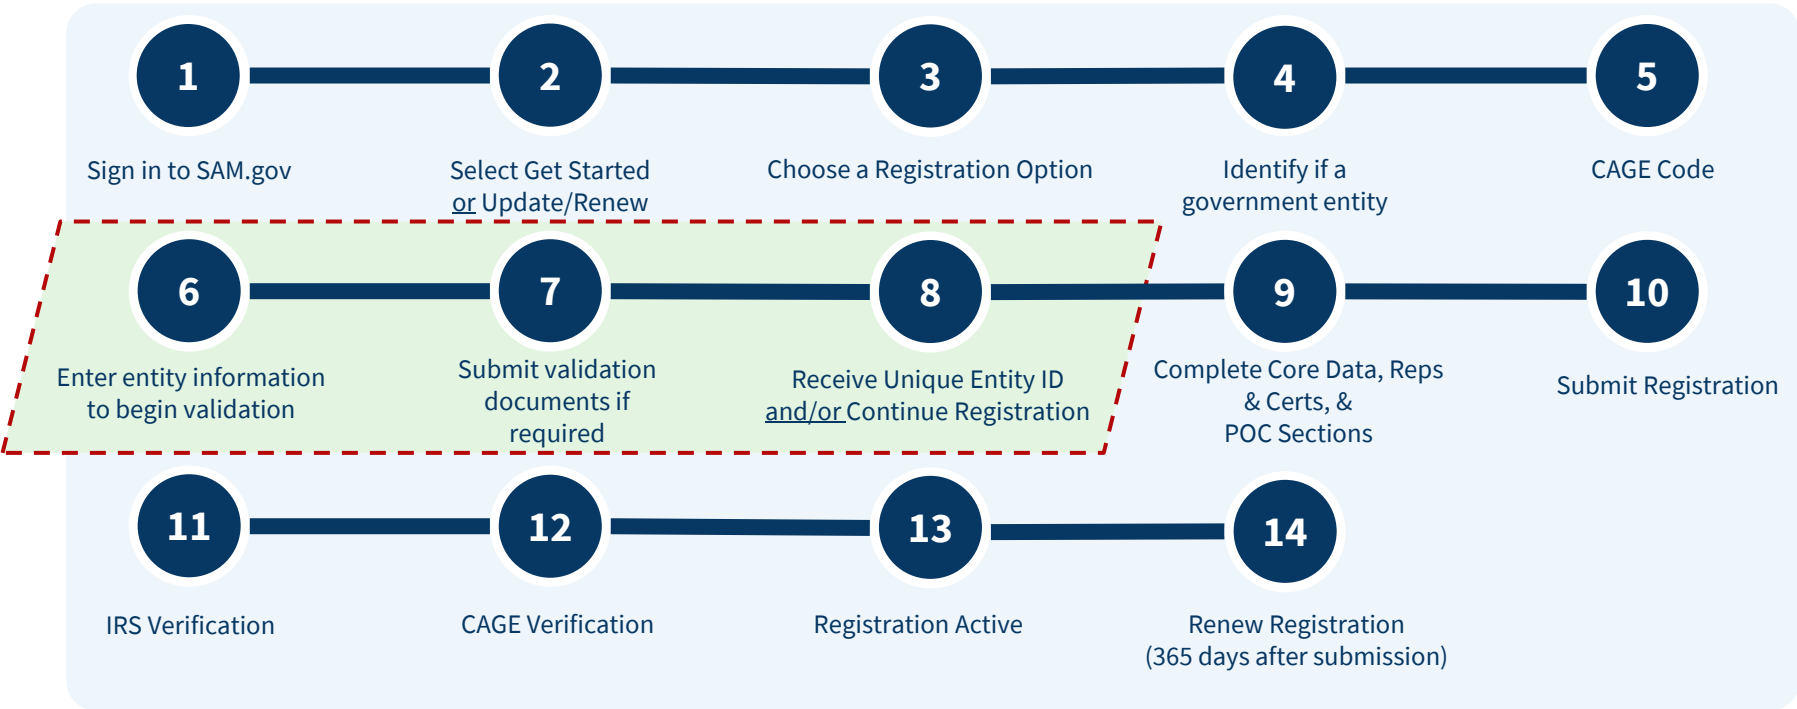 1
2
3
4
5
Sign in to SAM.gov
Select Get Started
or Update/Renew
Choose a Registration Option
Identify if a
government entity
CAGE Code
6
7
8
9
10
Enter entity information
to begin validation
Submit validation
documents if
required
Receive Unique Entity ID
and/or Continue Registration
Complete Core Data, Reps
& Certs, &
POC Sections
Submit Registration
11
12
13
14
IRS Verification
CAGE Verification
Registration Active
Renew Registration
(365 days after submission)